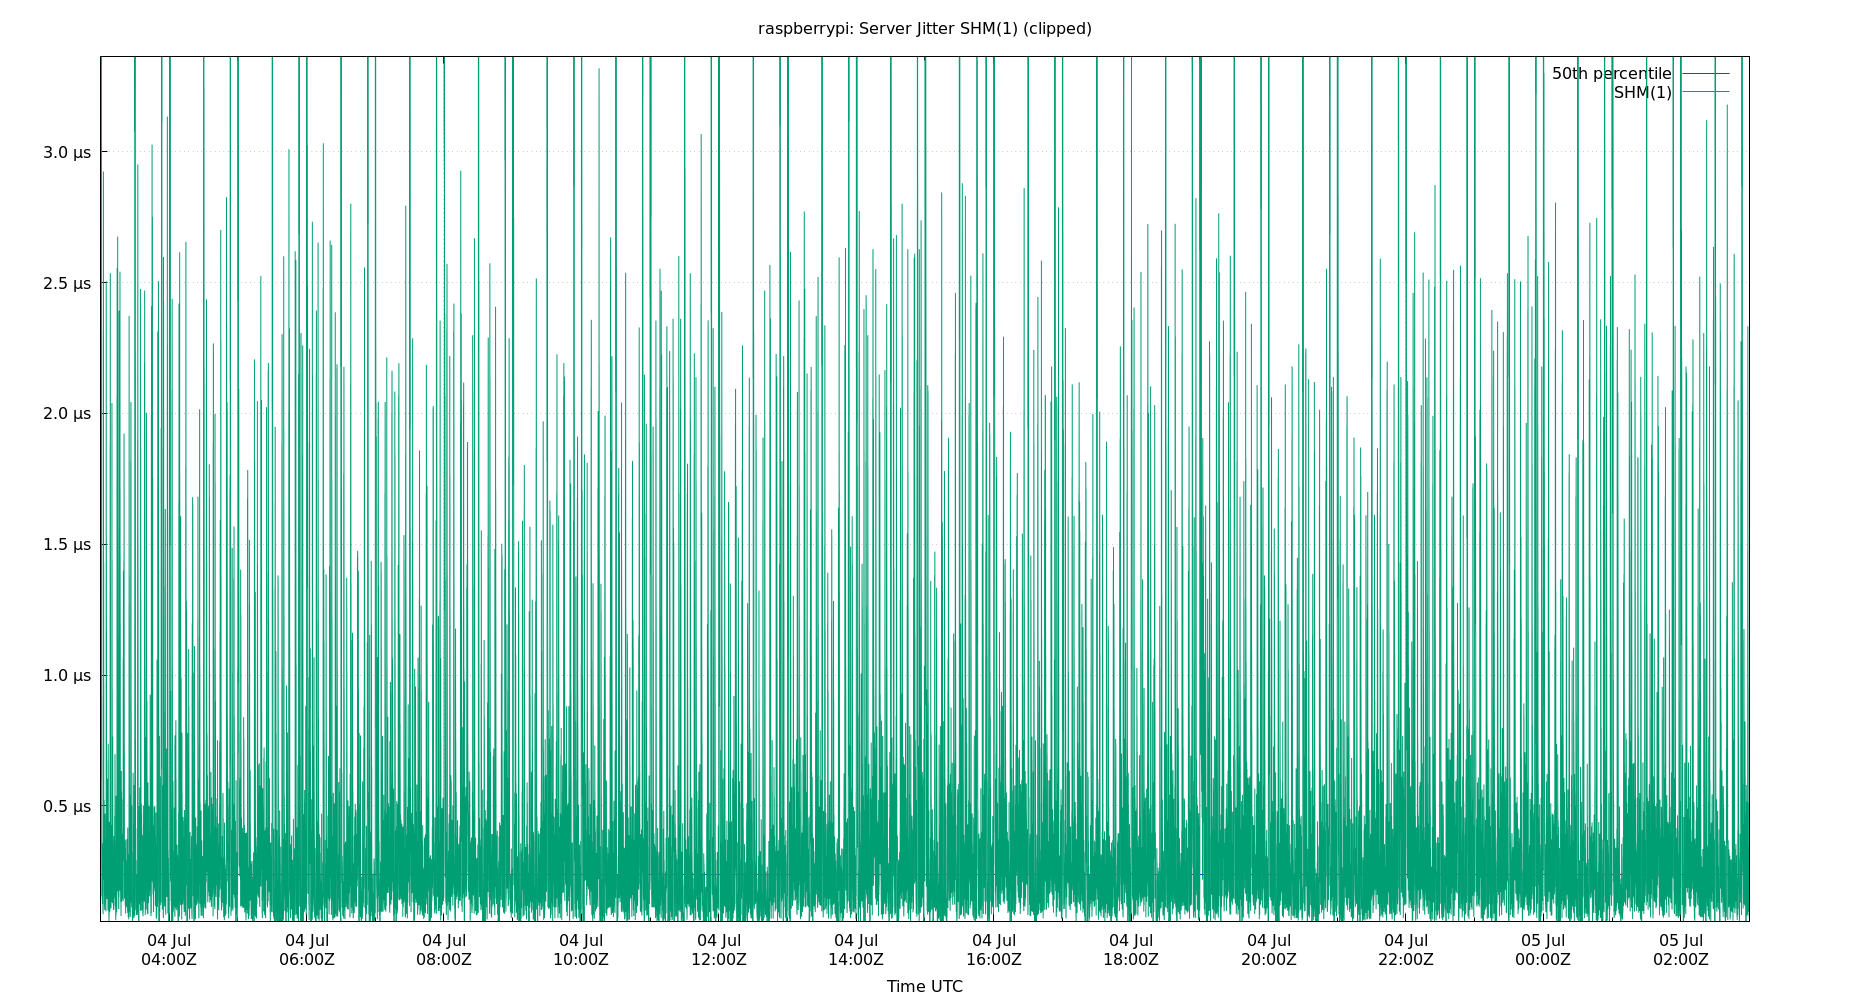 raspberrypi: Server Jitter SHM(1) (clipped)
50th percentile
SHM(1)
3.0 µs
2.5 µs
2.0 µs
1.5 µs
1.0 µs
0.5 µs
04 Jul 04 Jul 04 Jul 04 Jul 04 Jul 04 Jul 04 Jul 04 Jul 04 Jul 04 Jul 05 Jul 05 Jul
04:00Z 06:00Z 08:00Z 10:00Z 12:00Z 14:00Z 16:00Z 18:00Z 20:00Z 22:00Z 00:00Z 02:00Z
Time UTC